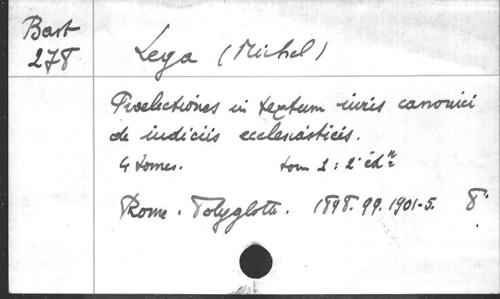 Bart
278
Lega (Michel)
Praelectiones in textum iuris canonici
de iudiciis ecclesiasticis.
4 tomes. tom 2: 2e édn
Rome. Polyglotte. 1898.99.1901-5. 8°